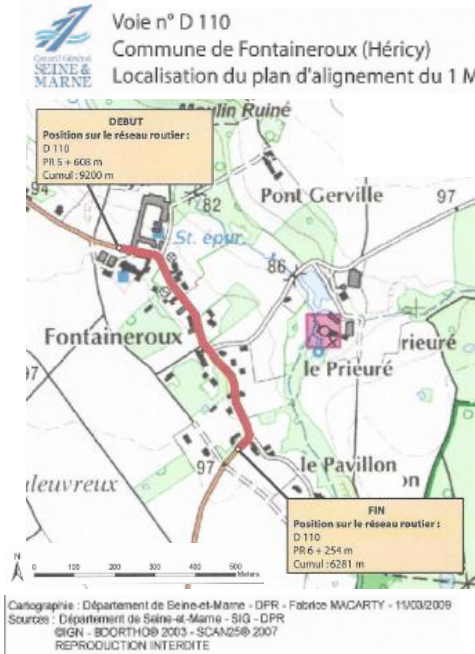 Voie n° D 110
Commune de Fontaineroux (Héricy)
Localisation du plan d'alignement du 1 M
Conseil Général
SEINE &
MARNE
Moulin Ruiné
DEBUT
Position sur le réseau routier :
D 110
PR 5 + 608 m
Cumul : 9200 m
94
82
Pont Gerville
97
St. épur.
86
Fontaineroux
rieuré
le Prieuré
97
97
le Pavillon
on
leuvreux
FIN
Position sur le réseau routier :
D 110
PR 6 + 254 m
Cumul : 6281 m
N
0 100 200 300 400 500
Meters
Cartographie : Département de Seine-et-Marne - DPR - Fabrice MACARTY - 11/03/2009
Sources : Département de Seine-et-Marne - SIG - DPR
©IGN - BDORTHO® 2003 - SCAN25® 2007
REPRODUCTION INTERDITE